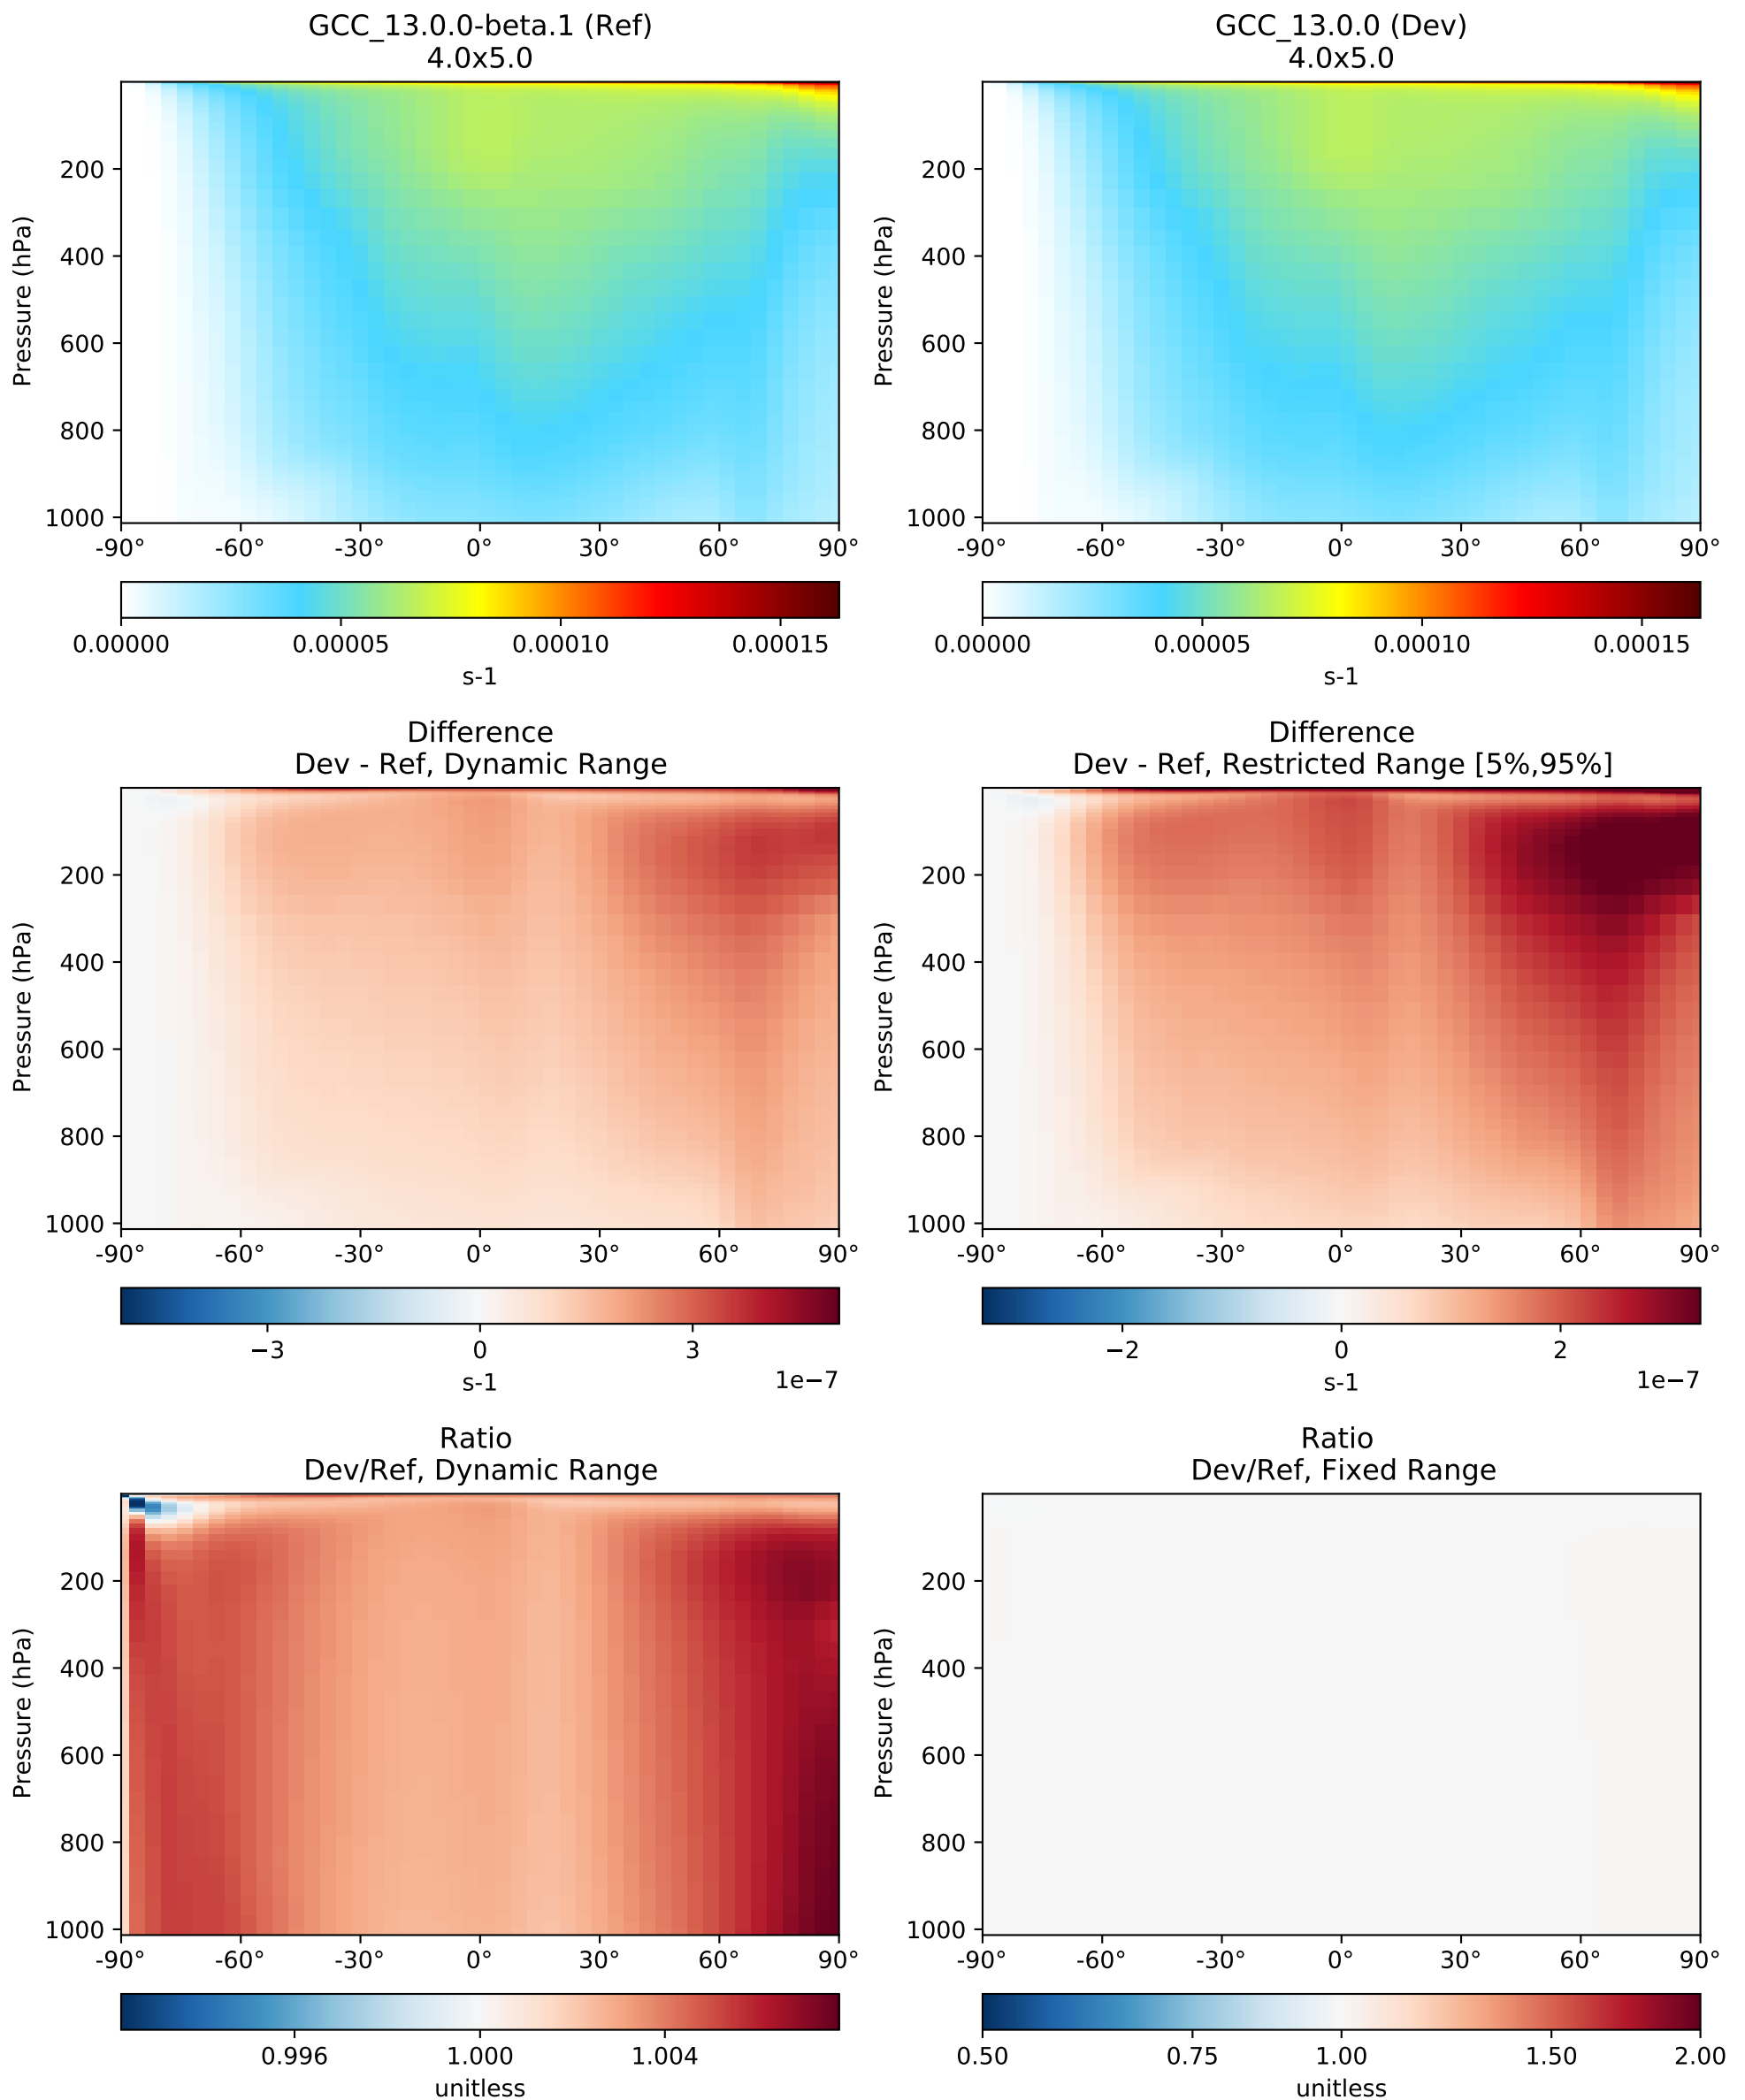 GCC_13.0.0-beta.1 (Ref)
4.0x5.0
Pressure (hPa)
200
400
600
800
1000
-90° -60° -30° 0° 30° 60° 90°
0.00000 0.00005 0.00010 0.00015
s-1
GCC_13.0.0 (Dev)
4.0x5.0
Pressure (hPa)
200
400
600
800
1000
-90° -60° -30° 0° 30° 60° 90°
0.00000 0.00005 0.00010 0.00015
s-1
Difference
Dev - Ref, Dynamic Range
Pressure (hPa)
200
400
600
800
1000
-90° -60° -30° 0° 30° 60° 90°
−3 0 3
s-1 1e−7
Difference
Dev - Ref, Restricted Range [5%,95%]
Pressure (hPa)
200
400
600
800
1000
-90° -60° -30° 0° 30° 60° 90°
−2 0 2
s-1 1e−7
Ratio
Dev/Ref, Dynamic Range
Pressure (hPa)
200
400
600
800
1000
-90° -60° -30° 0° 30° 60° 90°
0.996 1.000 1.004
unitless
Ratio
Dev/Ref, Fixed Range
Pressure (hPa)
200
400
600
800
1000
-90° -60° -30° 0° 30° 60° 90°
0.50 0.75 1.00 1.50 2.00
unitless